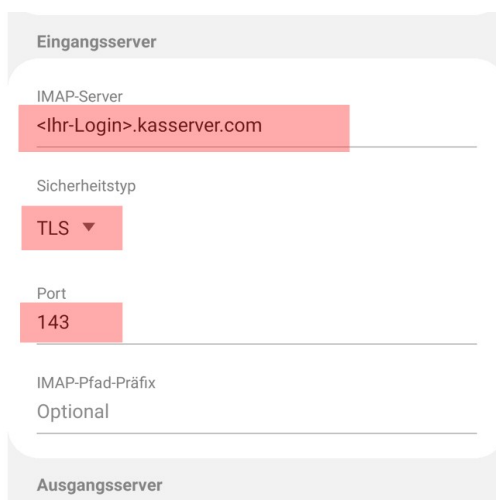 Eingangsserver
IMAP-Server
<Ihr-Login>.kasserver.com
Sicherheitstyp
TLS
Port
143
IMAP-Pfad-Präfix
Optional
Ausgangsserver